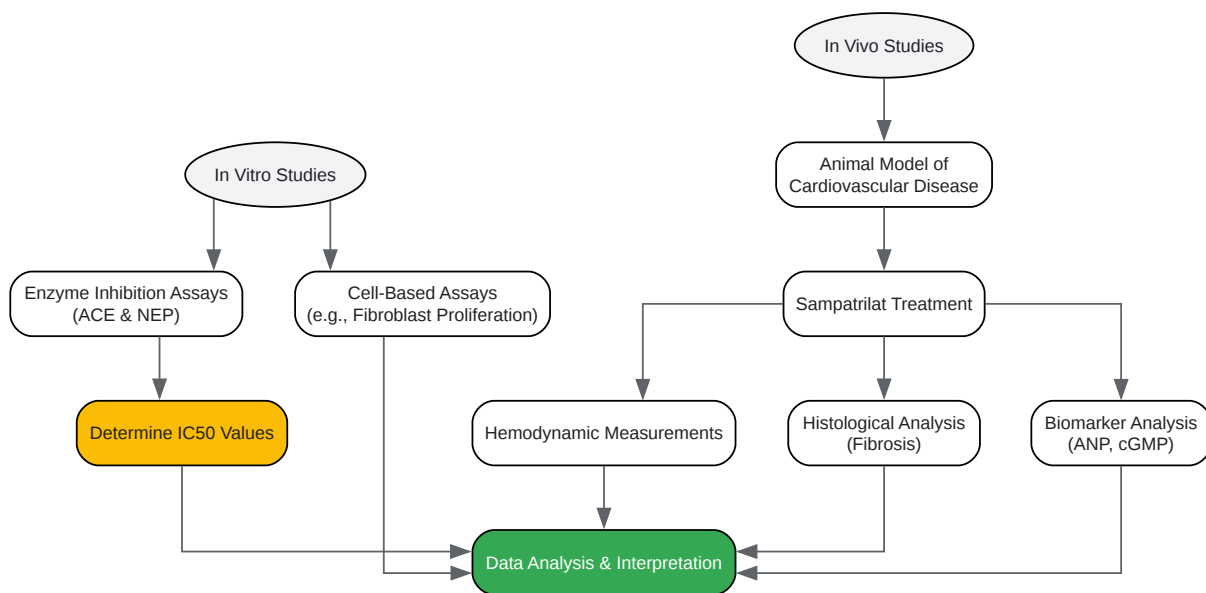 In Vivo Studies
In Vitro Studies
Animal Model of
Cardiovascular Disease
Enzyme Inhibition Assays
(ACE & NEP)
Cell-Based Assays
(e.g., Fibroblast Proliferation)
Sampatrilat Treatment
Determine IC50 Values
Hemodynamic Measurements
Histological Analysis
(Fibrosis)
Biomarker Analysis
(ANP, cGMP)
Data Analysis & Interpretation